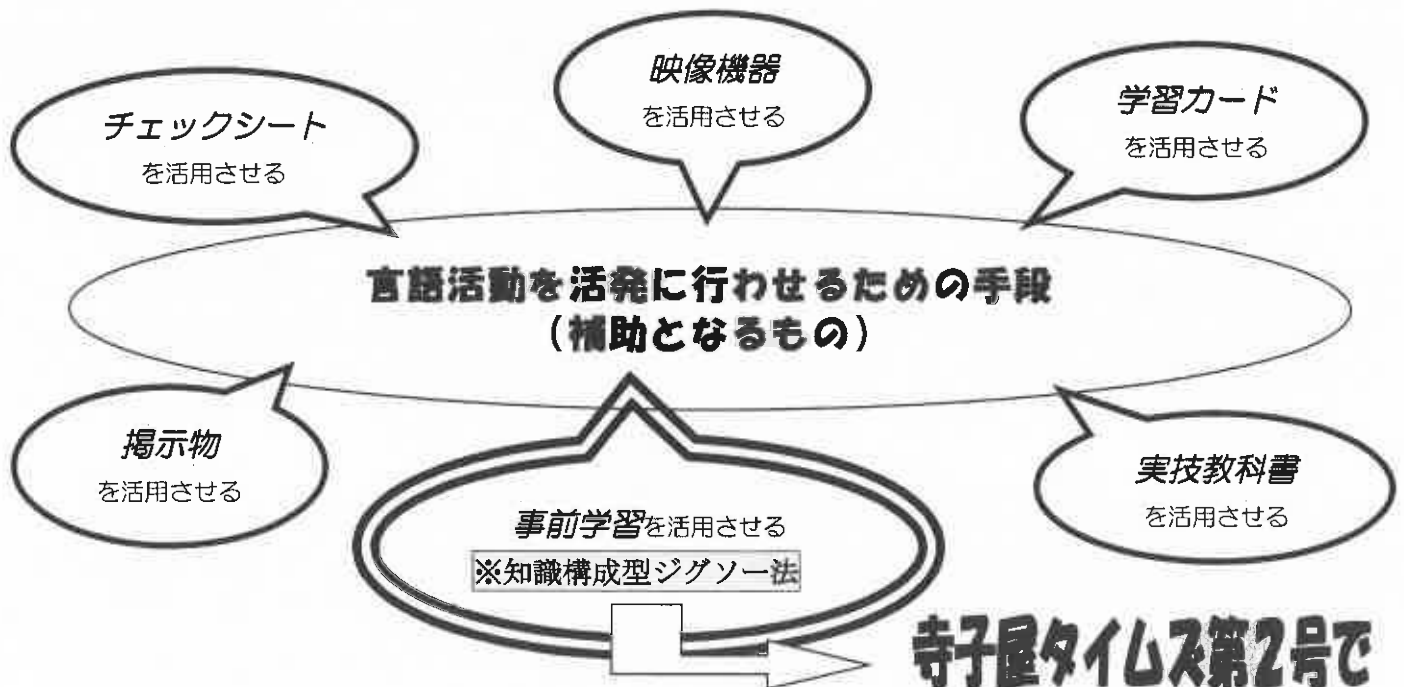 映像機器
を活用させる
チェックシート
を活用させる
学習カード
を活用させる
言語活動を活発に行わせるための手段
(補助となるもの)
掲示物
を活用させる
事前学習を活用させる
※知識構成型ジグソー法
実技教科書
を活用させる
寺子屋タイムズ第2号で